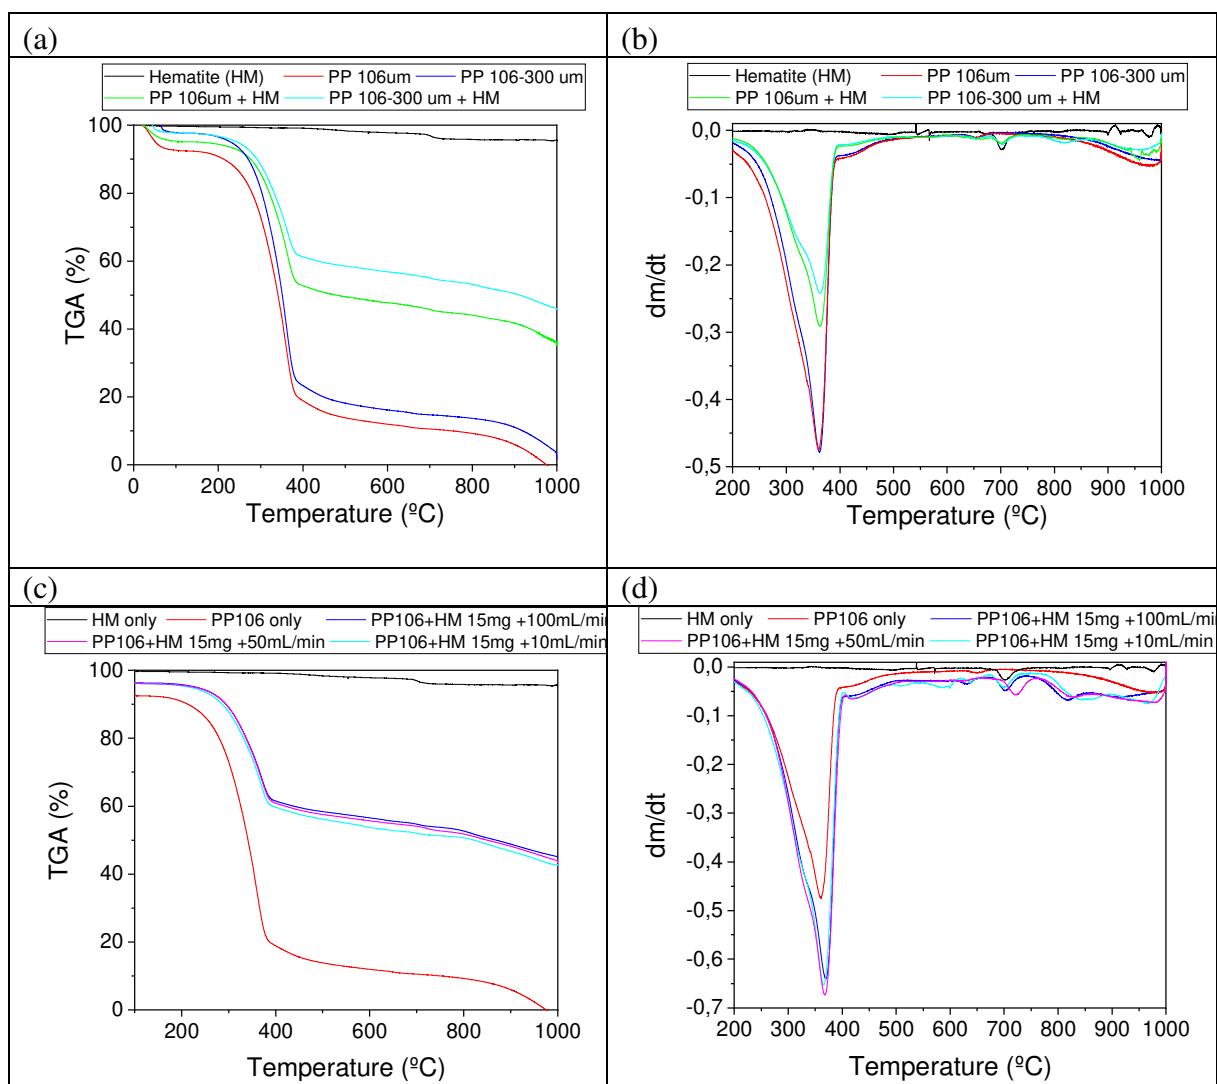 (a)
(b)
Hematite (HM) PP 106um PP 106-300 um
PP 106um + HM PP 106-300 um + HM
100
80
60
40
20
0
TGA (%)
0 200 400 600 800 1000
Temperature (ºC)
Hematite (HM) PP 106um PP 106-300 um
PP 106um + HM PP 106-300 um + HM
0,0
-0,1
-0,2
-0,3
-0,4
-0,5
dm/dt
200 300 400 500 600 700 800 900 1000
Temperature (ºC)
(c)
(d)
HM only PP106 only PP106+HM 15mg +100mL/min
PP106+HM 15mg +50mL/min PP106+HM 15mg +10mL/min
100
80
60
40
20
0
TGA (%)
200 400 600 800 1000
Temperature (ºC)
HM only PP106 only PP106+HM 15mg +100mL/min
PP106+HM 15mg +50mL/min PP106+HM 15mg +10mL/min
0,0
-0,1
-0,2
-0,3
-0,4
-0,5
-0,6
-0,7
dm/dt
200 300 400 500 600 700 800 900 1000
Temperature (ºC)